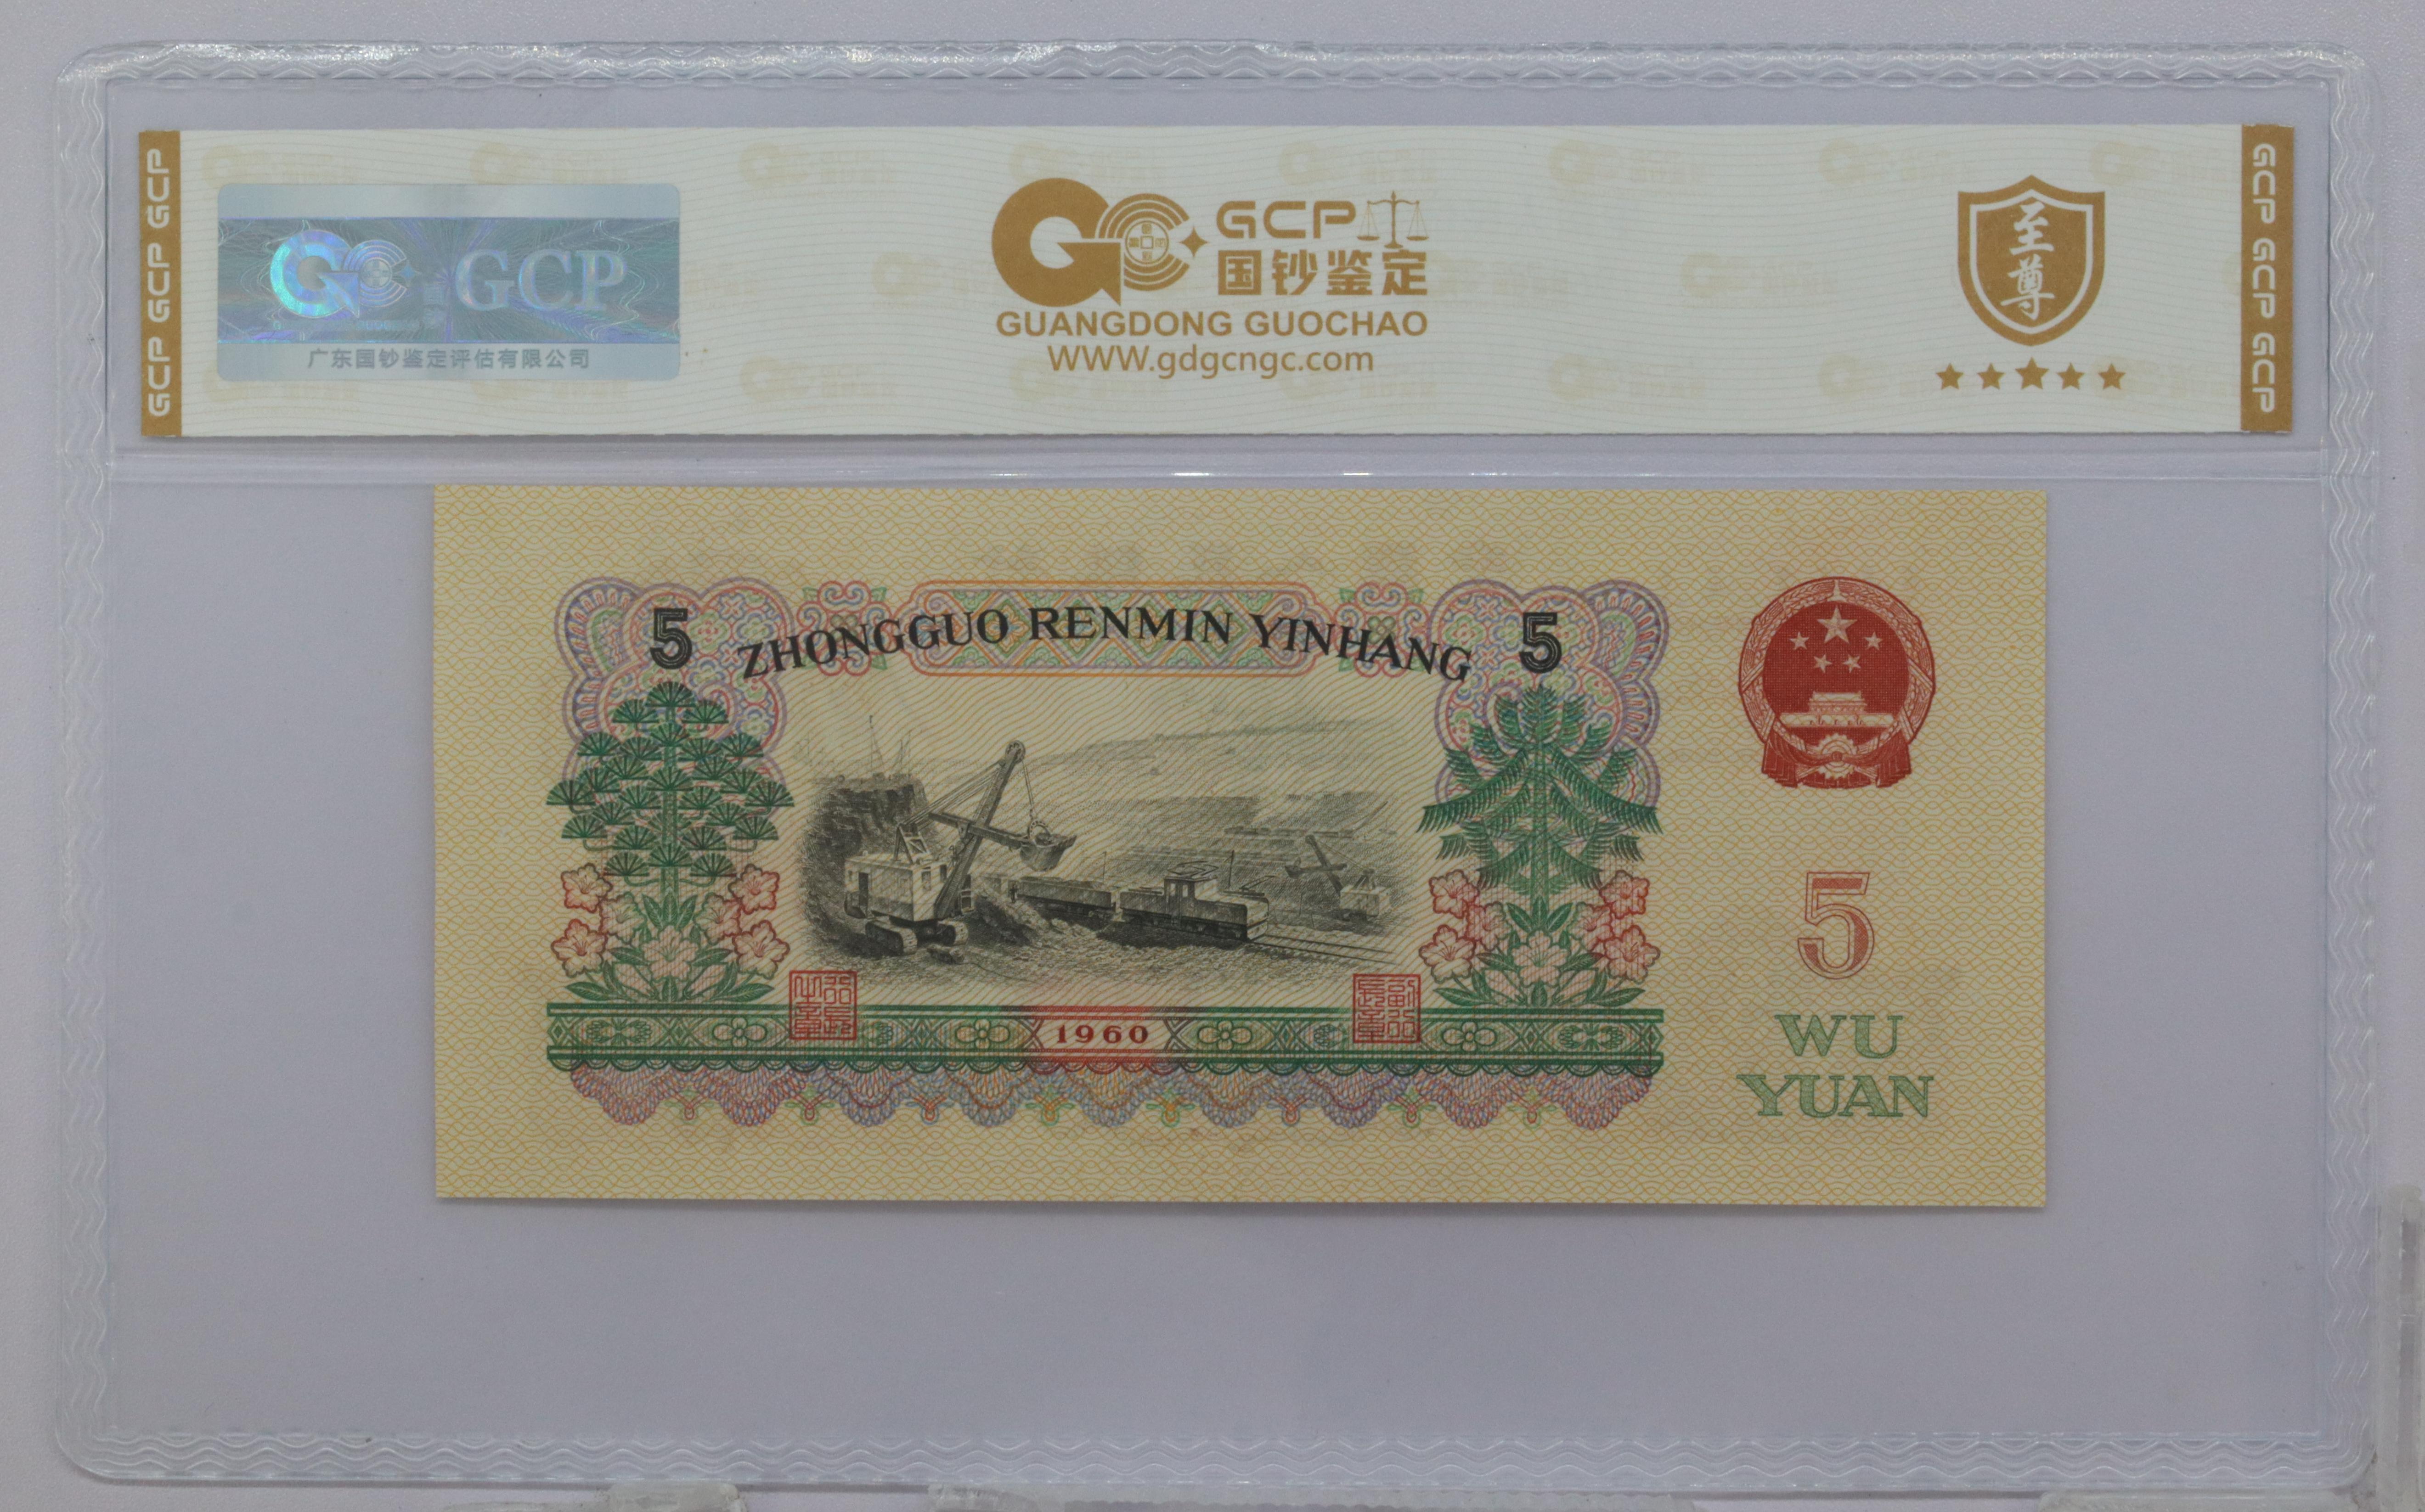 GCP GCP GCP
GCP
广东国钞鉴定评估有限公司
GCP
国钞鉴定
GUANGDONG GUOCHAO
WWW.gdgcngc.com
至尊
GCP GCP GCP
5
ZHONGGUO RENMIN YINHANG
5
1960
5
WU
YUAN